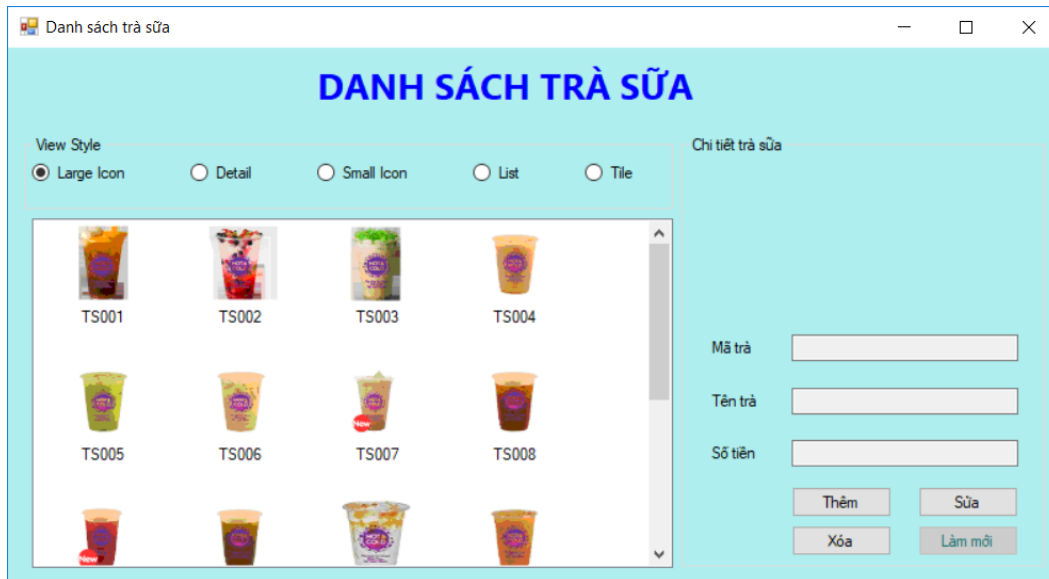 Danh sách trà sữa
DANH SÁCH TRÀ SỮA
View Style
Large Icon
Detail
Small Icon
List
Tile
TS001
TS002
TS003
TS004
TS005
TS006
New
TS007
TS008
New
Chi tiết trà sữa
Mã trà
Tên trà
Số tiền
Thêm
Sửa
Xóa
Làm mới